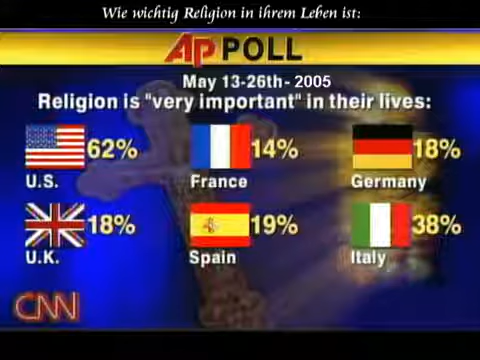 Wie wichtig Religion in ihrem Leben ist:
AP POLL
May 13-26th- 2005
Religion is "very important" in their lives:
62% 14% 18%
U.S. France Germany
18% 19% 38%
U.K. Spain Italy
CNN